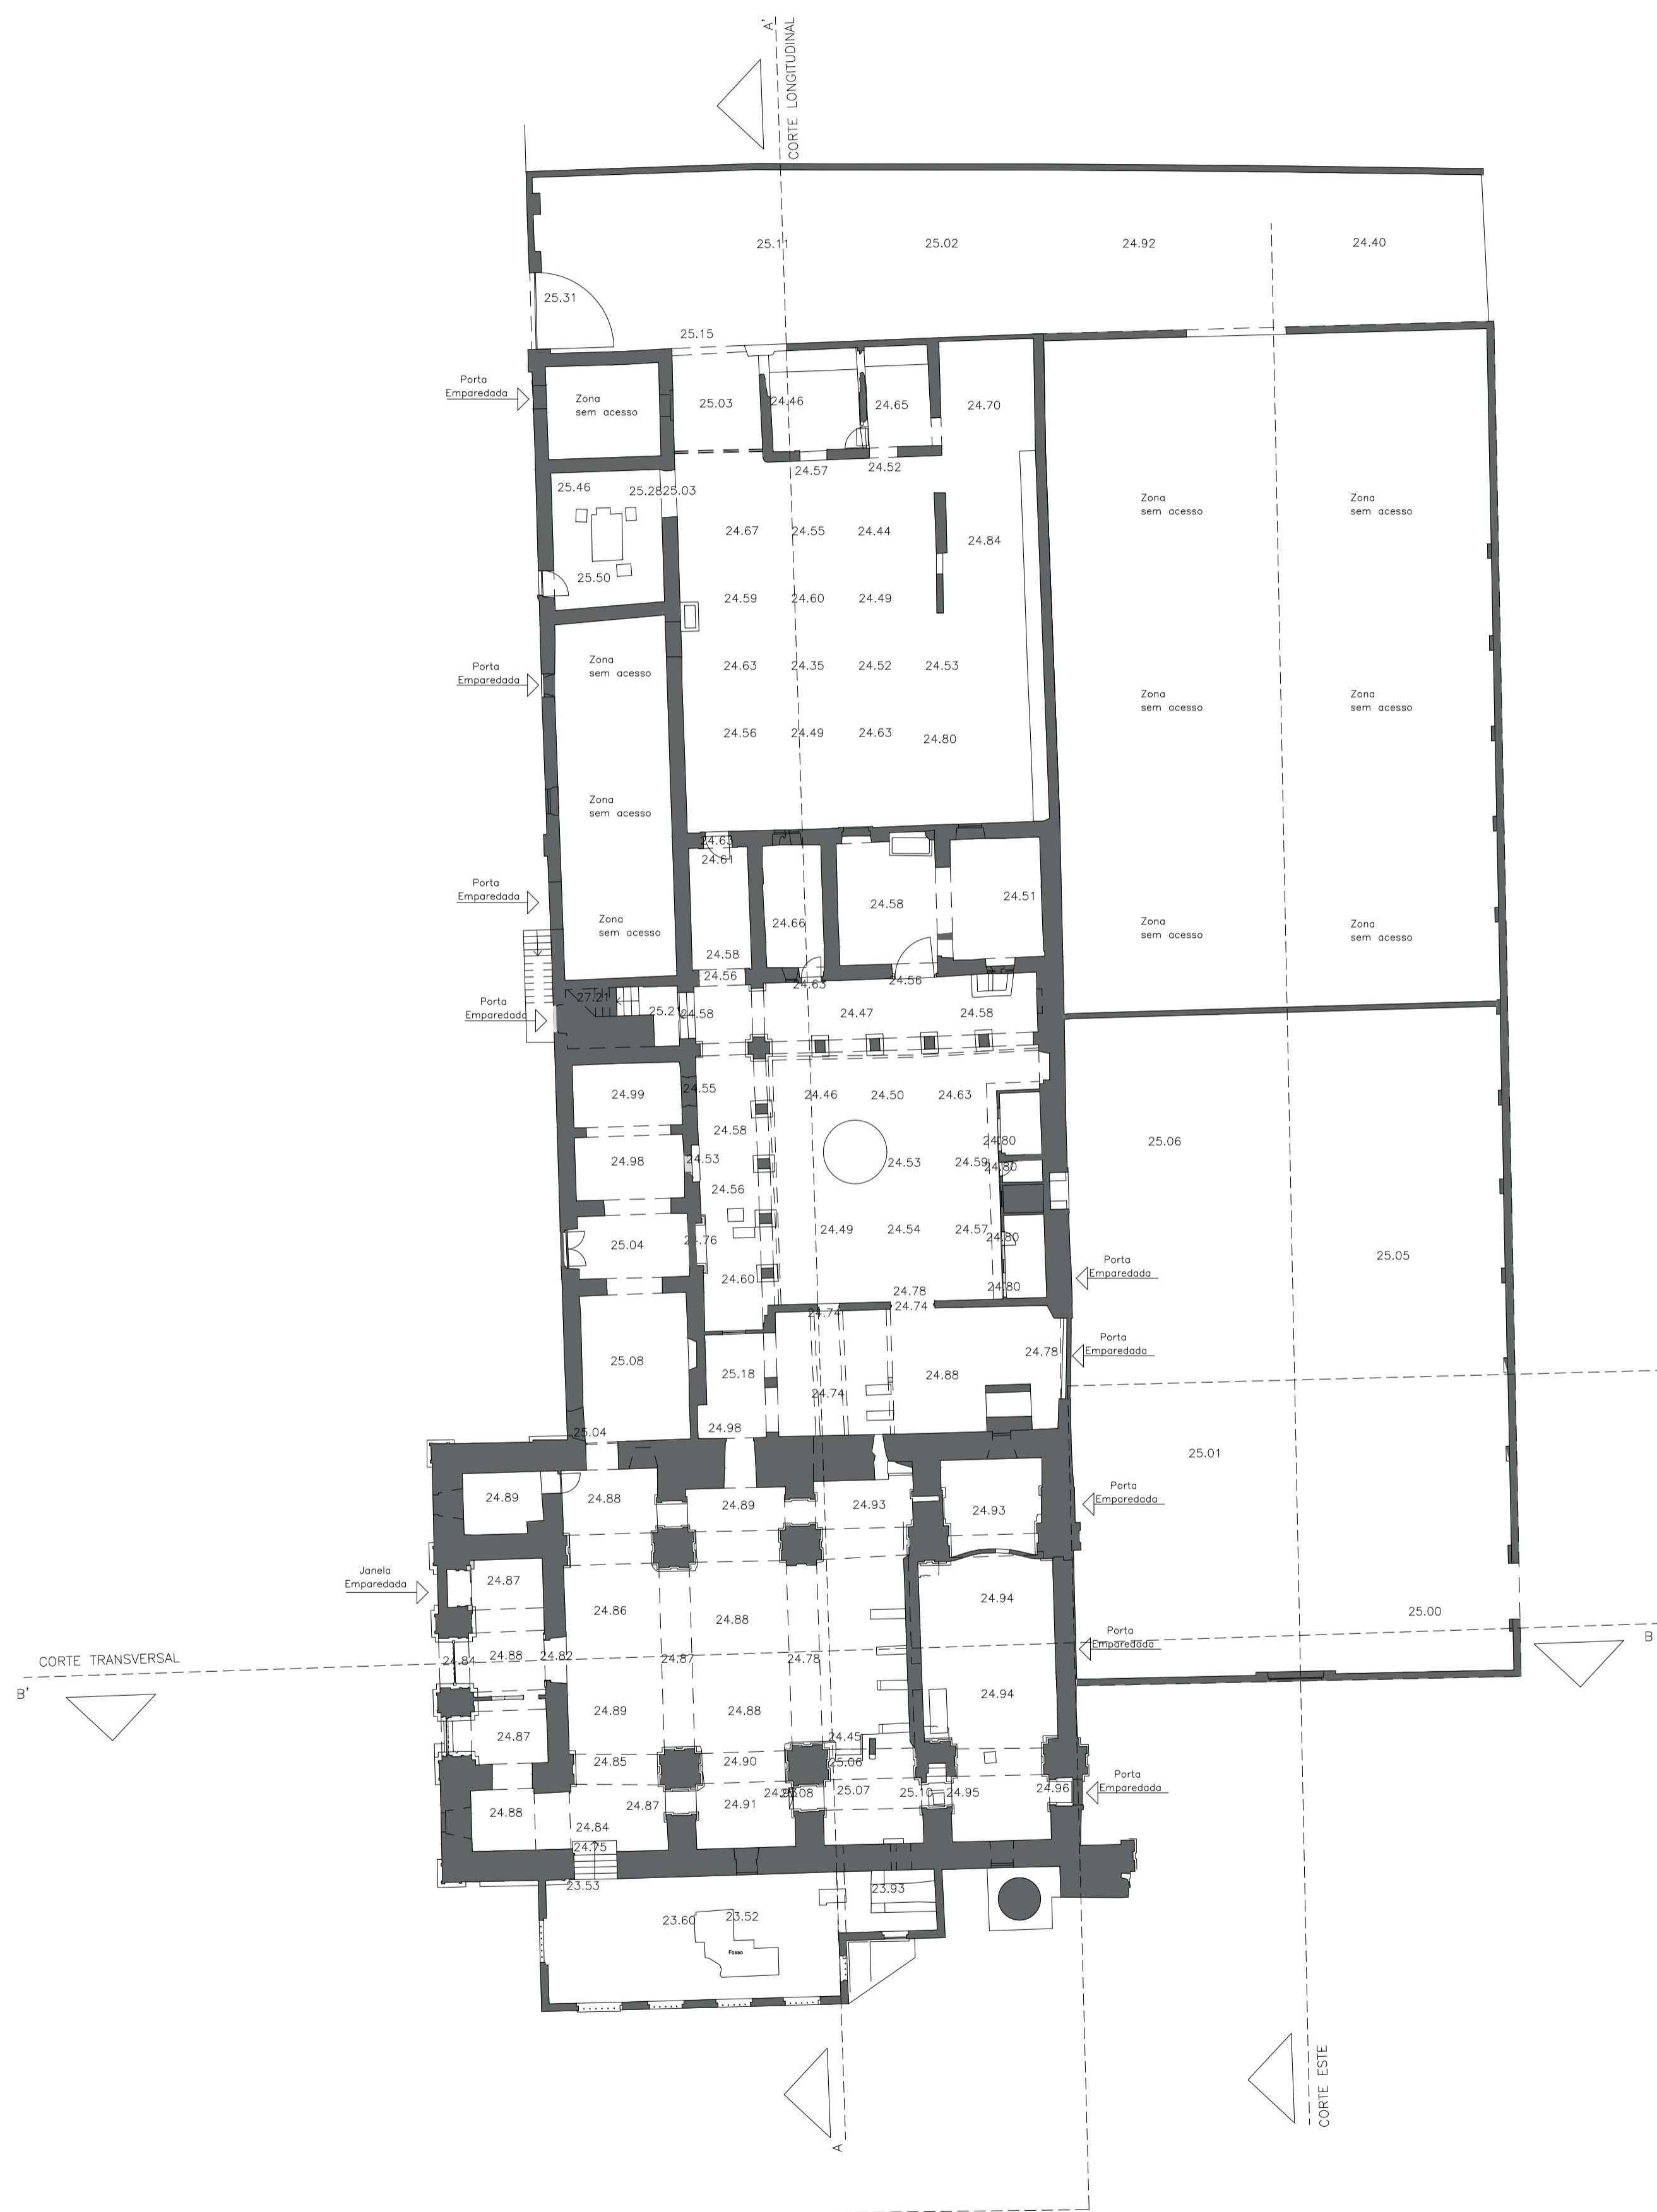 A'
CORTE LONGITUDINAL
25.11
25.02
24.92
24.40
25.31
25.15
Porta
Emparedada
Zona
sem acesso
25.03
24.46
24.65
24.70
24.57
24.52
25.46
25.28
25.03
Zona
sem acesso
Zona
sem acesso
24.67
24.55
24.44
24.84
25.50
24.59
24.60
24.49
Porta
Emparedada
Zona
sem acesso
24.63
24.35
24.52
24.53
Zona
sem acesso
Zona
sem acesso
24.56
24.49
24.63
24.80
Zona
sem acesso
24.63
24.61
Porta
Emparedada
24.66
24.58
24.51
Zona
sem acesso
Zona
sem acesso
Zona
sem acesso
24.58
24.56
24.63
24.56
Porta
Emparedada
27.21
25.21
24.58
24.47
24.58
24.99
24.55
24.46
24.50
24.63
24.58
24.80
25.06
24.98
24.53
24.53
24.59
24.80
24.56
25.04
24.76
24.49
24.54
24.57
24.80
25.05
24.60
24.78
24.80
Porta
Emparedada
24.74
24.74
25.08
25.18
24.74
24.88
24.78
Porta
Emparedada
25.04
24.98
25.01
24.89
24.88
24.89
24.93
24.93
Porta
Emparedada
Janela
Emparedada
24.87
24.86
24.88
24.94
25.00
CORTE TRANSVERSAL
B'
24.84
24.88
24.82
24.87
24.78
Porta
Emparedada
B
24.87
24.89
24.88
24.94
24.45
24.85
24.90
25.06
24.88
24.87
24.91
25.08
25.07
25.10
24.95
24.96
Porta
Emparedada
24.84
24.75
23.53
23.93
23.60
23.52
Fosso
A
CORTE ESTE